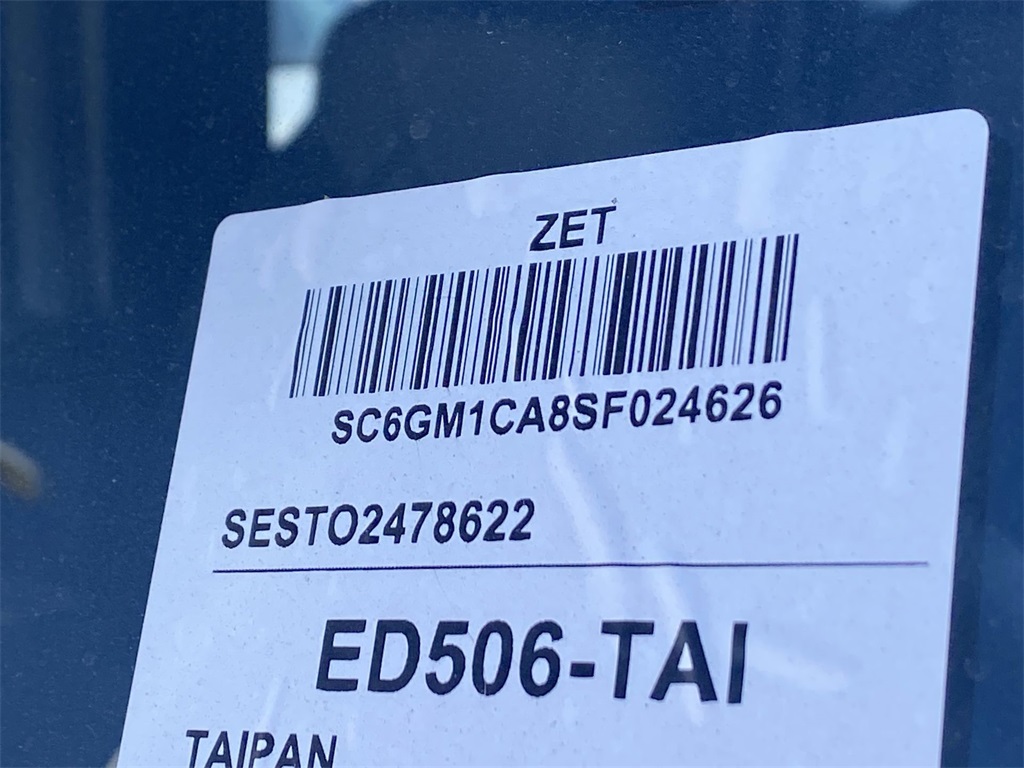 ZET
SC6GM1CA8SF024626
SESTO2478622
ED506-TAI
TAIPAN